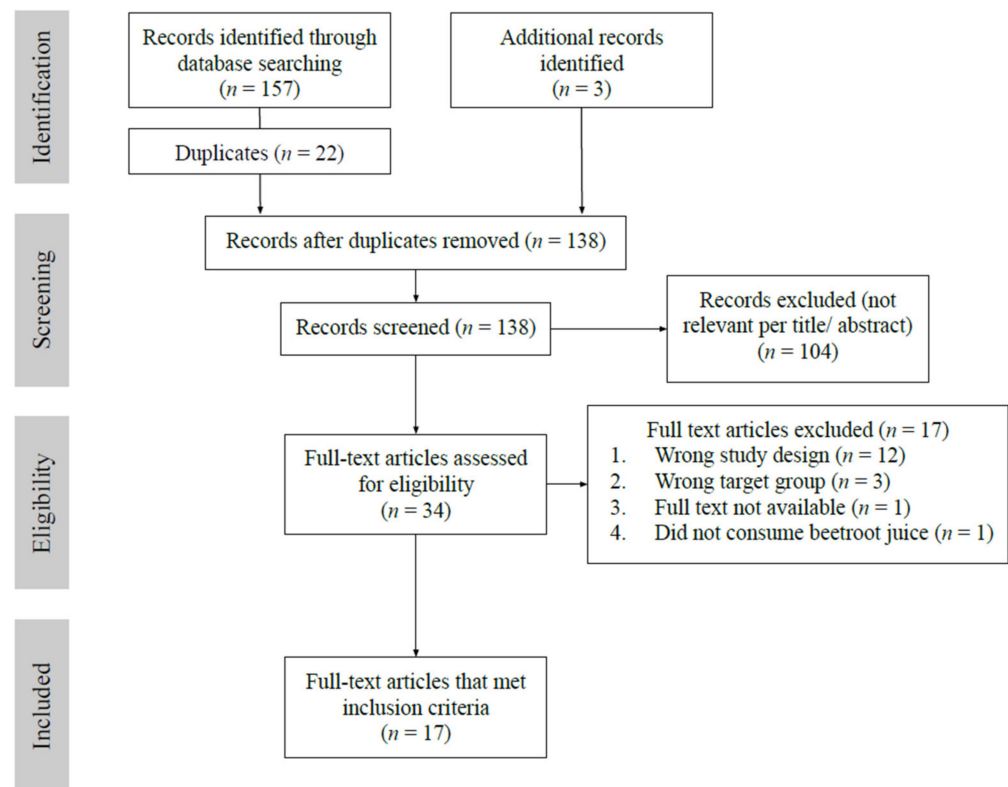 Identification
Records identified through
database searching
(n = 157)
Additional records
identified
(n = 3)
Duplicates (n = 22)
Screening
Records after duplicates removed (n = 138)
Records screened (n = 138)
Records excluded (not
relevant per title/ abstract)
(n = 104)
Eligibility
Full-text articles assessed
for eligibility
(n = 34)
Full text articles excluded (n = 17)
1. Wrong study design (n = 12)
2. Wrong target group (n = 3)
3. Full text not available (n = 1)
4. Did not consume beetroot juice (n = 1)
Included
Full-text articles that met
inclusion criteria
(n = 17)